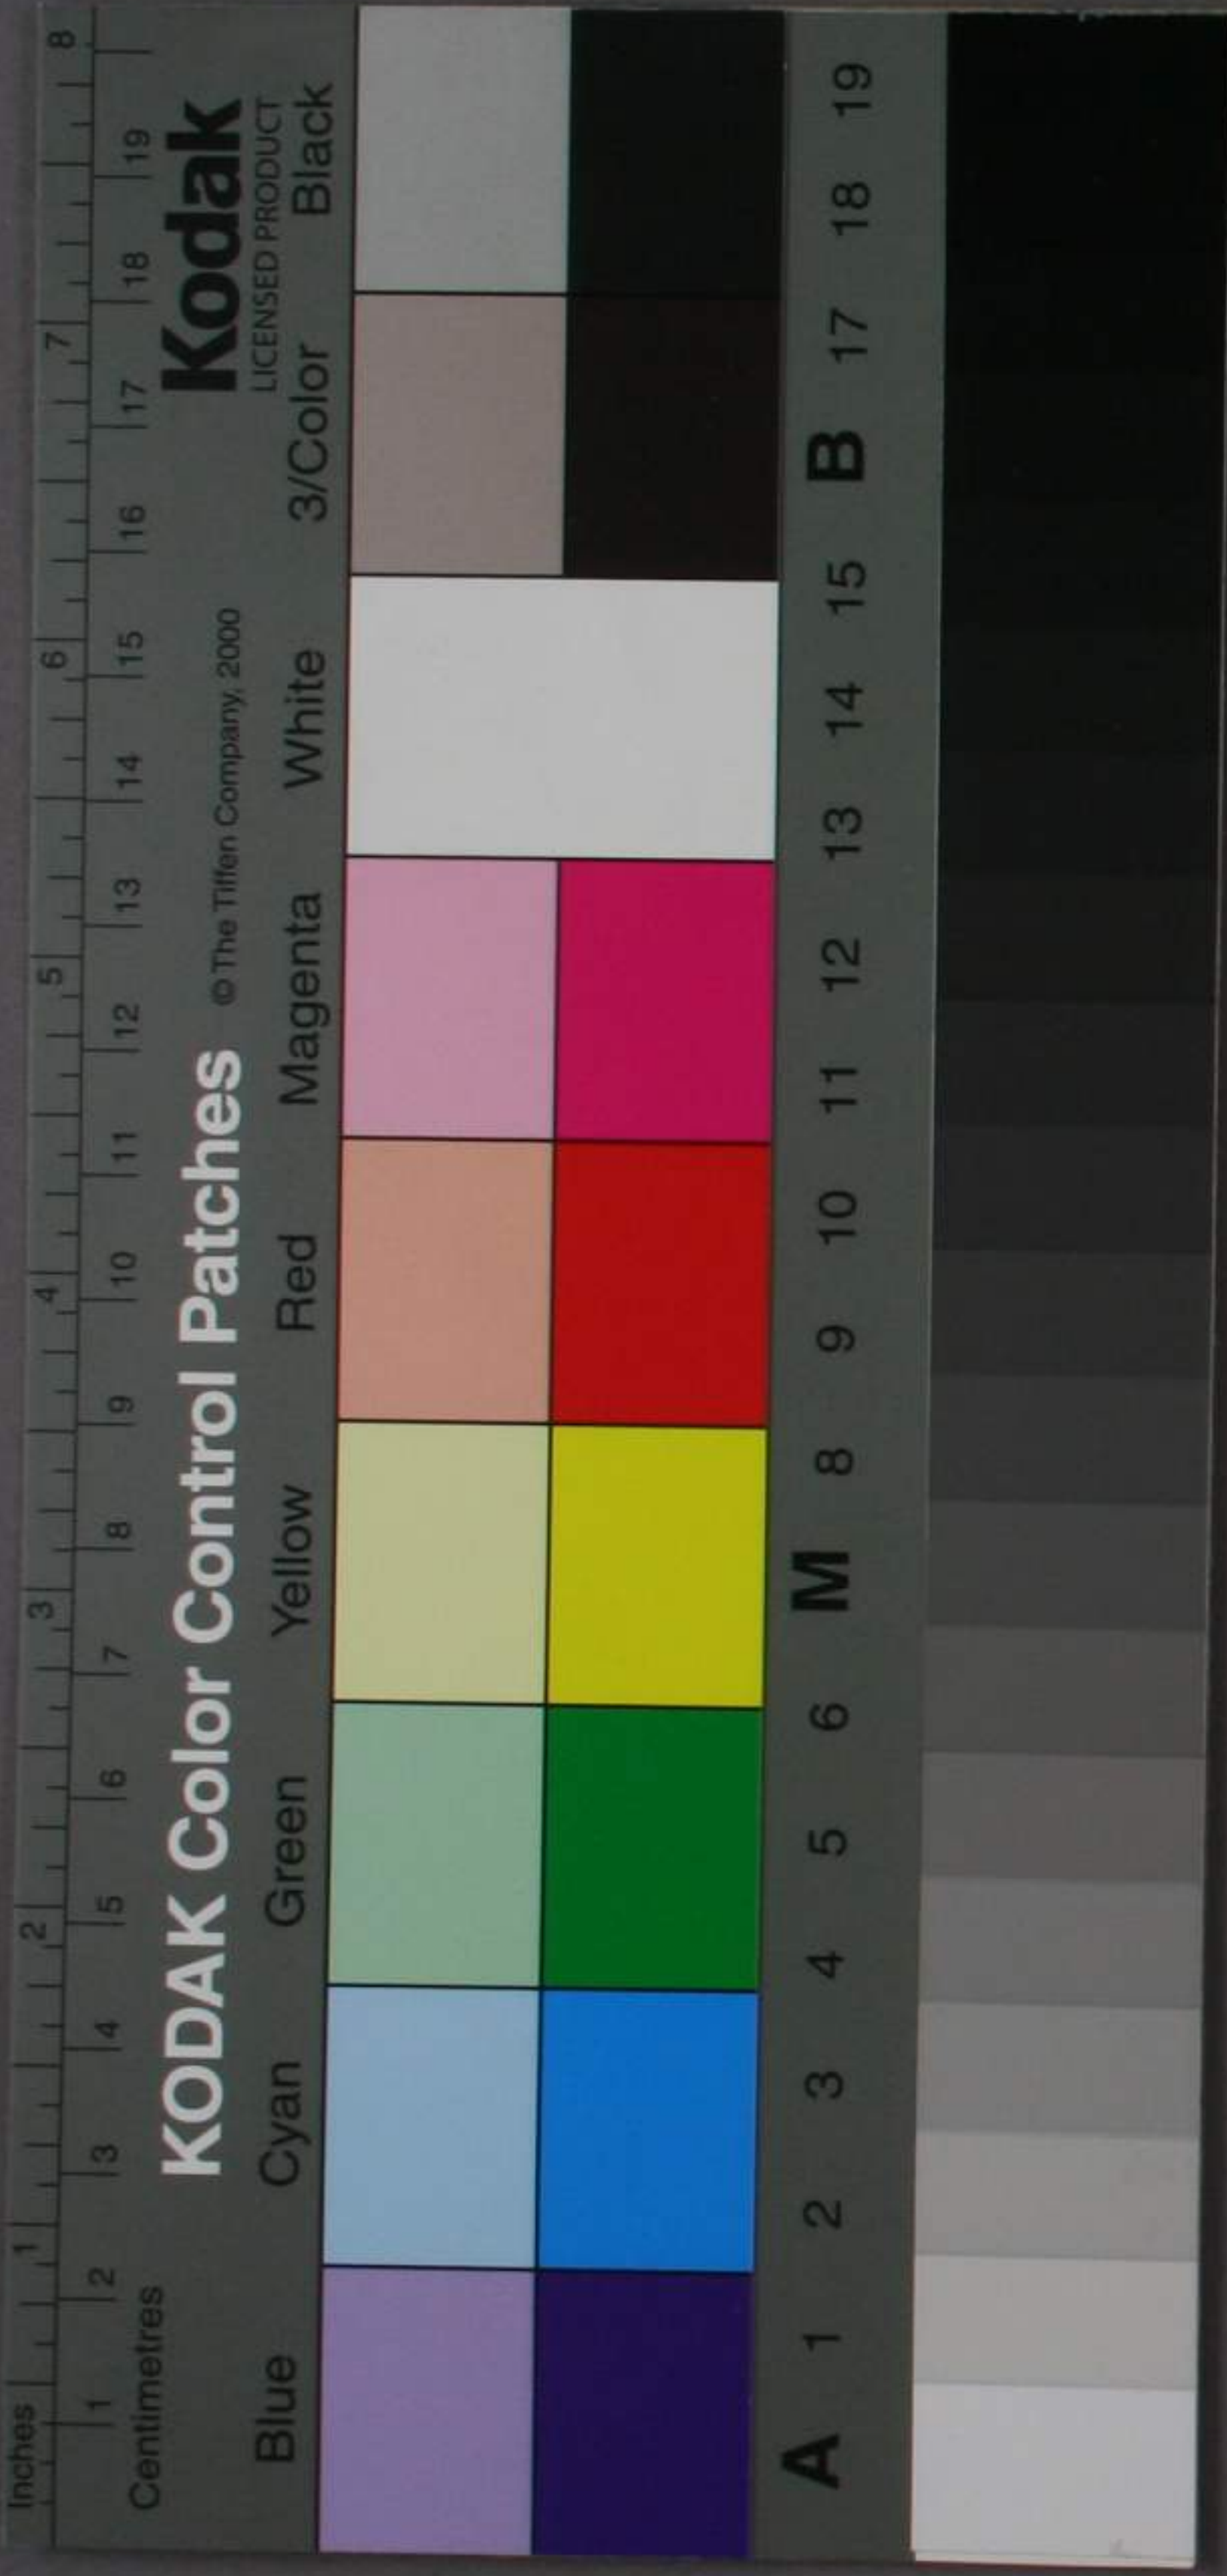 Inches 1 2 3 4 5 6 7 8
Centimetres 1 2 3 4 5 6 7 8 9 10 11 12 13 14 15 16 17 18 19
KODAK Color Control Patches © The Tiffen Company, 2000 Kodak
LICENSED PRODUCT
Blue Cyan Green Yellow Red Magenta White 3/Color Black
A 1 2 3 4 5 6 M 8 9 10 11 12 13 14 15 B 17 18 19